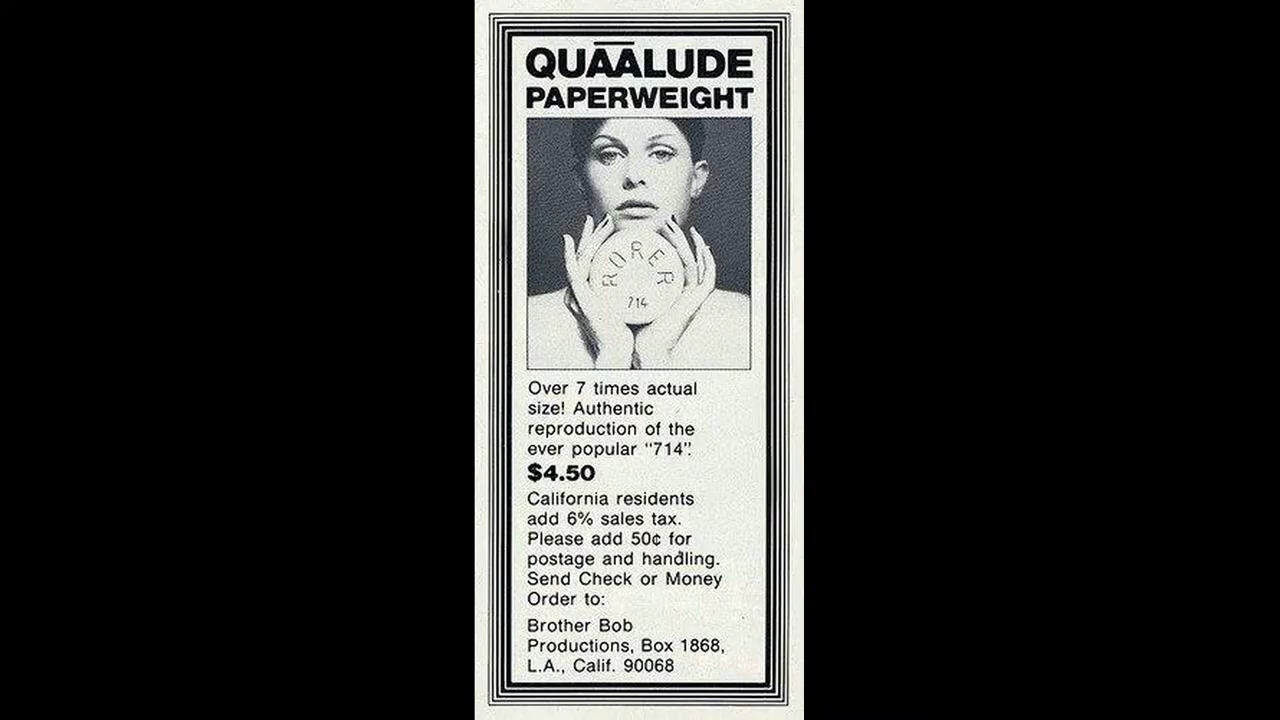 QUAALUDE
PAPERWEIGHT
RORER
714
Over 7 times actual
size! Authentic
reproduction of the
ever popular "714".
$4.50
California residents
add 6% sales tax.
Please add 50¢ for
postage and handling.
Send Check or Money
Order to:
Brother Bob
Productions, Box 1868,
L.A., Calif. 90068